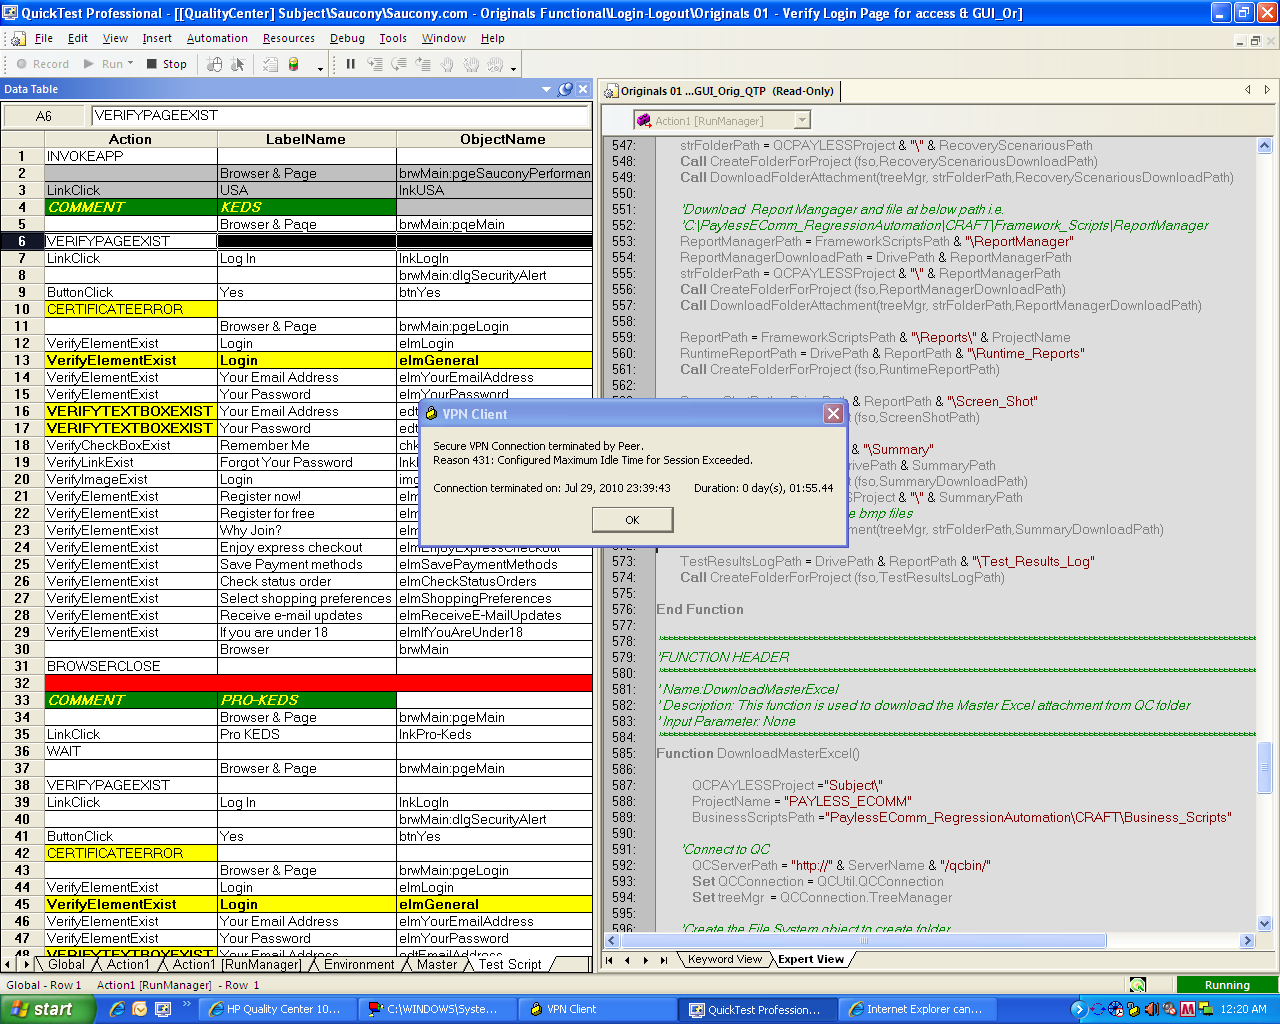 QuickTest Professional - [[QualityCenter] Subject\Saucony\Saucony.com - Originals Functional\Login-Logout\Originals 01 - Verify Login Page for access & GUI_Or]
File Edit View Insert Automation Resources Debug Tools Window Help
Record Run Stop
Data Table
A6 VERIFYPAGEEXIST
Action LabelName ObjectName
1 INVOKEAPP
2 Browser & Page brwMain:pgeSauconyPerforman
3 LinkClick USA lnkUSA
4 COMMENT KEDS
5 Browser & Page brwMain:pgeMain
6 VERIFYPAGEEXIST
7 LinkClick Log In lnkLogIn
8 brwMain:dlgSecurityAlert
9 ButtonClick Yes btnYes
10 CERTIFICATEERROR
11 Browser & Page brwMain:pgeLogin
12 VerifyElementExist Login elmLogin
13 VerifyElementExist Login elmGeneral
14 VerifyElementExist Your Email Address elmYourEmailAddress
15 VerifyElementExist Your Password elmYourPassword
16 VERIFYTEXTBOXEXIST Your Email Address edt
17 VERIFYTEXTBOXEXIST Your Password edt
18 VerifyCheckBoxExist Remember Me chk
19 VerifyLinkExist Forgot Your Password lnk
20 VerifyImageExist Login
21 VerifyElementExist Register now! elm
22 VerifyElementExist Register for free elm
23 VerifyElementExist Why Join? elm
24 VerifyElementExist Enjoy express checkout elmEnjoyExpressCheckout
25 VerifyElementExist Save Payment methods elmSavePaymentMethods
26 VerifyElementExist Check status order elmCheckStatusOrders
27 VerifyElementExist Select shopping preferences elmShoppingPreferences
28 VerifyElementExist Receive e-mail updates elmReceiveE-MailUpdates
29 VerifyElementExist If you are under 18 elmIfYouAreUnder18
30 Browser brwMain
31 BROWSERCLOSE
32
33 COMMENT PRO-KEDS
34 Browser & Page brwMain:pgeMain
35 LinkClick Pro KEDS lnkPro-Keds
36 WAIT
37 Browser & Page brwMain:pgeMain
38 VERIFYPAGEEXIST
39 LinkClick Log In lnkLogIn
40 brwMain:dlgSecurityAlert
41 ButtonClick Yes btnYes
42 CERTIFICATEERROR
43 Browser & Page brwMain:pgeLogin
44 VerifyElementExist Login elmLogin
45 VerifyElementExist Login elmGeneral
46 VerifyElementExist Your Email Address elmYourEmailAddress
47 VerifyElementExist Your Password elmYourPassword
48 VERIFYTEXTBOXEXIST Your Email Address edtEmailAddress
Global Action1 Action1 [RunManager] Environment Master Test Script
Originals 01 ...GUI_Orig_QTP (Read-Only)
Action1 [RunManager]
547: strFolderPath = QCPAYLESSProject & "\" & RecoveryScenariousPath
548: Call CreateFolderForProject (fso,RecoveryScenariousDownloadPath)
549: Call DownloadFolderAttachment(treeMgr, strFolderPath,RecoveryScenariousDownloadPath)
550:
551: 'Download Report Mangager and file at below path i.e.
552: 'C:\PaylessEComm_RegressionAutomation\CRAFT\Framework_Scripts\ReportManager
553: ReportManagerPath = FrameworkScriptsPath & "\ReportManager"
554: ReportManagerDownloadPath = DrivePath & ReportManagerPath
555: strFolderPath = QCPAYLESSProject & "\" & ReportManagerPath
556: Call CreateFolderForProject (fso,ReportManagerDownloadPath)
557: Call DownloadFolderAttachment(treeMgr, strFolderPath,ReportManagerDownloadPath)
558:
559: ReportPath = FrameworkScriptsPath & "\Reports\" & ProjectName
560: RuntimeReportPath = DrivePath & ReportPath & "\Runtime_Reports"
561: Call CreateFolderForProject (fso,RuntimeReportPath)
562:
Path & ReportPath & "\Screen_Shot"
(fso,ScreenShotPath)
& "\Summary"
Path & SummaryPath
(fso,SummaryDownloadPath)
Project & "\" & SummaryPath
bmp files
(treeMgr, strFolderPath,SummaryDownloadPath)
573: TestResultsLogPath = DrivePath & ReportPath & "\Test_Results_Log"
574: Call CreateFolderForProject (fso,TestResultsLogPath)
575:
576: End Function
577:
578:
579: 'FUNCTION HEADER
580:
581: ' Name:DownloadMasterExcel
582: ' Description: This function is used to download the Master Excel attachment from QC folder
583: ' Input Parameter: None
584:
585: Function DownloadMasterExcel()
586:
587: QCPAYLESSProject ="Subject\"
588: ProjectName = "PAYLESS_ECOMM"
589: BusinessScriptsPath ="PaylessEComm_RegressionAutomation\CRAFT\Business_Scripts"
590:
591: 'Connect to QC
592: QCServerPath = "http://" & ServerName & "/qcbin/"
593: Set QCConnection = QCUtil.QCConnection
594: Set treeMgr = QCConnection.TreeManager
595:
596: 'Create the File System object to create folder
Keyword View Expert View
VPN Client
Secure VPN Connection terminated by Peer.
Reason 431: Configured Maximum Idle Time for Session Exceeded.
Connection terminated on: Jul 29, 2010 23:39:43 Duration: 0 day(s), 01:55.44
OK
Global - Row 1 Action1 [RunManager] - Row 1 Running
start HP Quality Center 10... C:\WINDOWS\Syste... VPN Client QuickTest Profession... Internet Explorer can... 12:20 AM